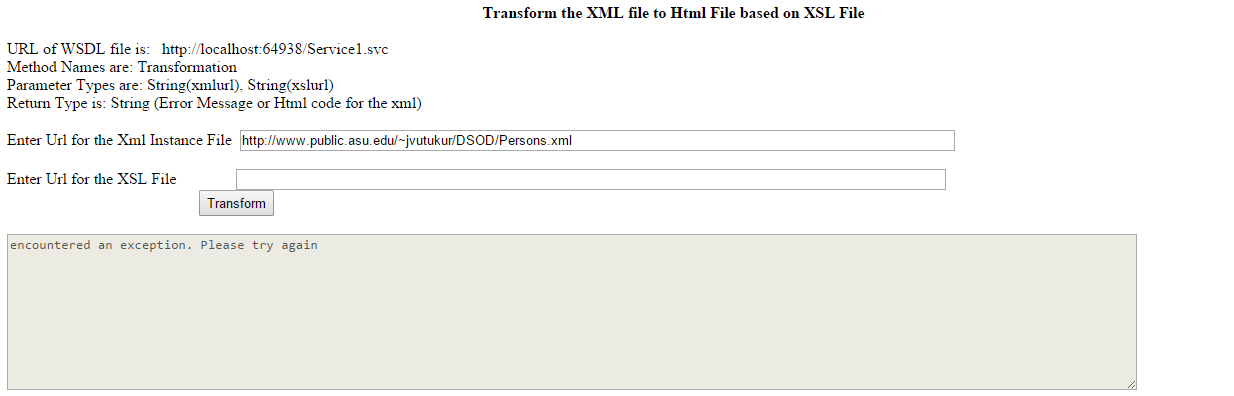 Transform the XML file to Html File based on XSL File
URL of WSDL file is: http://localhost:64938/Service1.svc
Method Names are: Transformation
Parameter Types are: String(xmlurl), String(xslurl)
Return Type is: String (Error Message or Html code for the xml)
Enter Url for the Xml Instance File http://www.public.asu.edu/~jvutukur/DSOD/Persons.xml
Enter Url for the XSL File
Transform
encountered an exception. Please try again